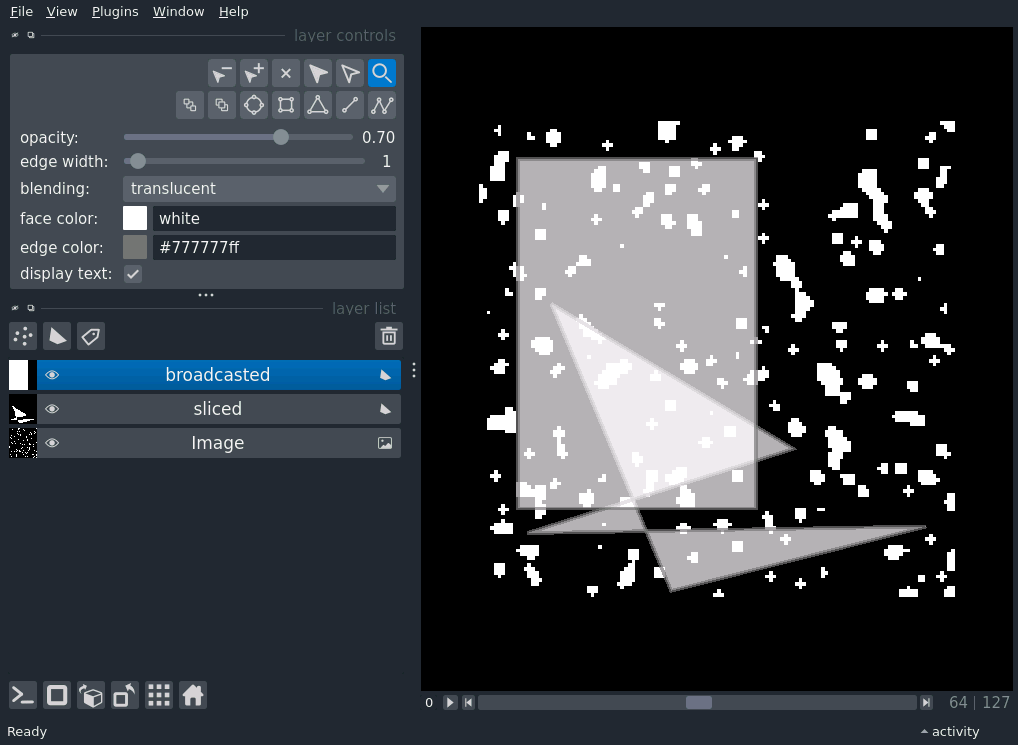 File View Plugins Window Help
layer controls
opacity: 0.70
edge width: 1
blending: translucent
face color: white
edge color: #777777ff
display text:
layer list
broadcasted
sliced
Image
0 64 | 127
Ready activity